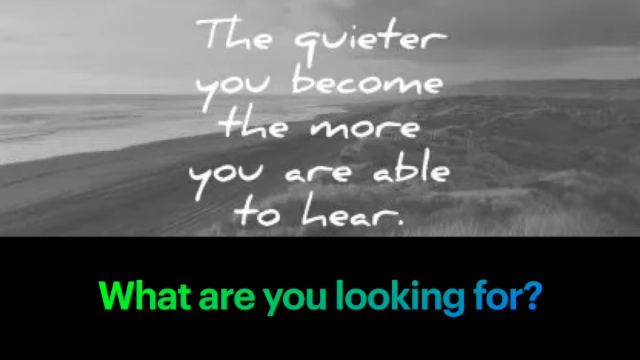 The quieter
you become
the more
you are able
to hear.
What are you looking for?